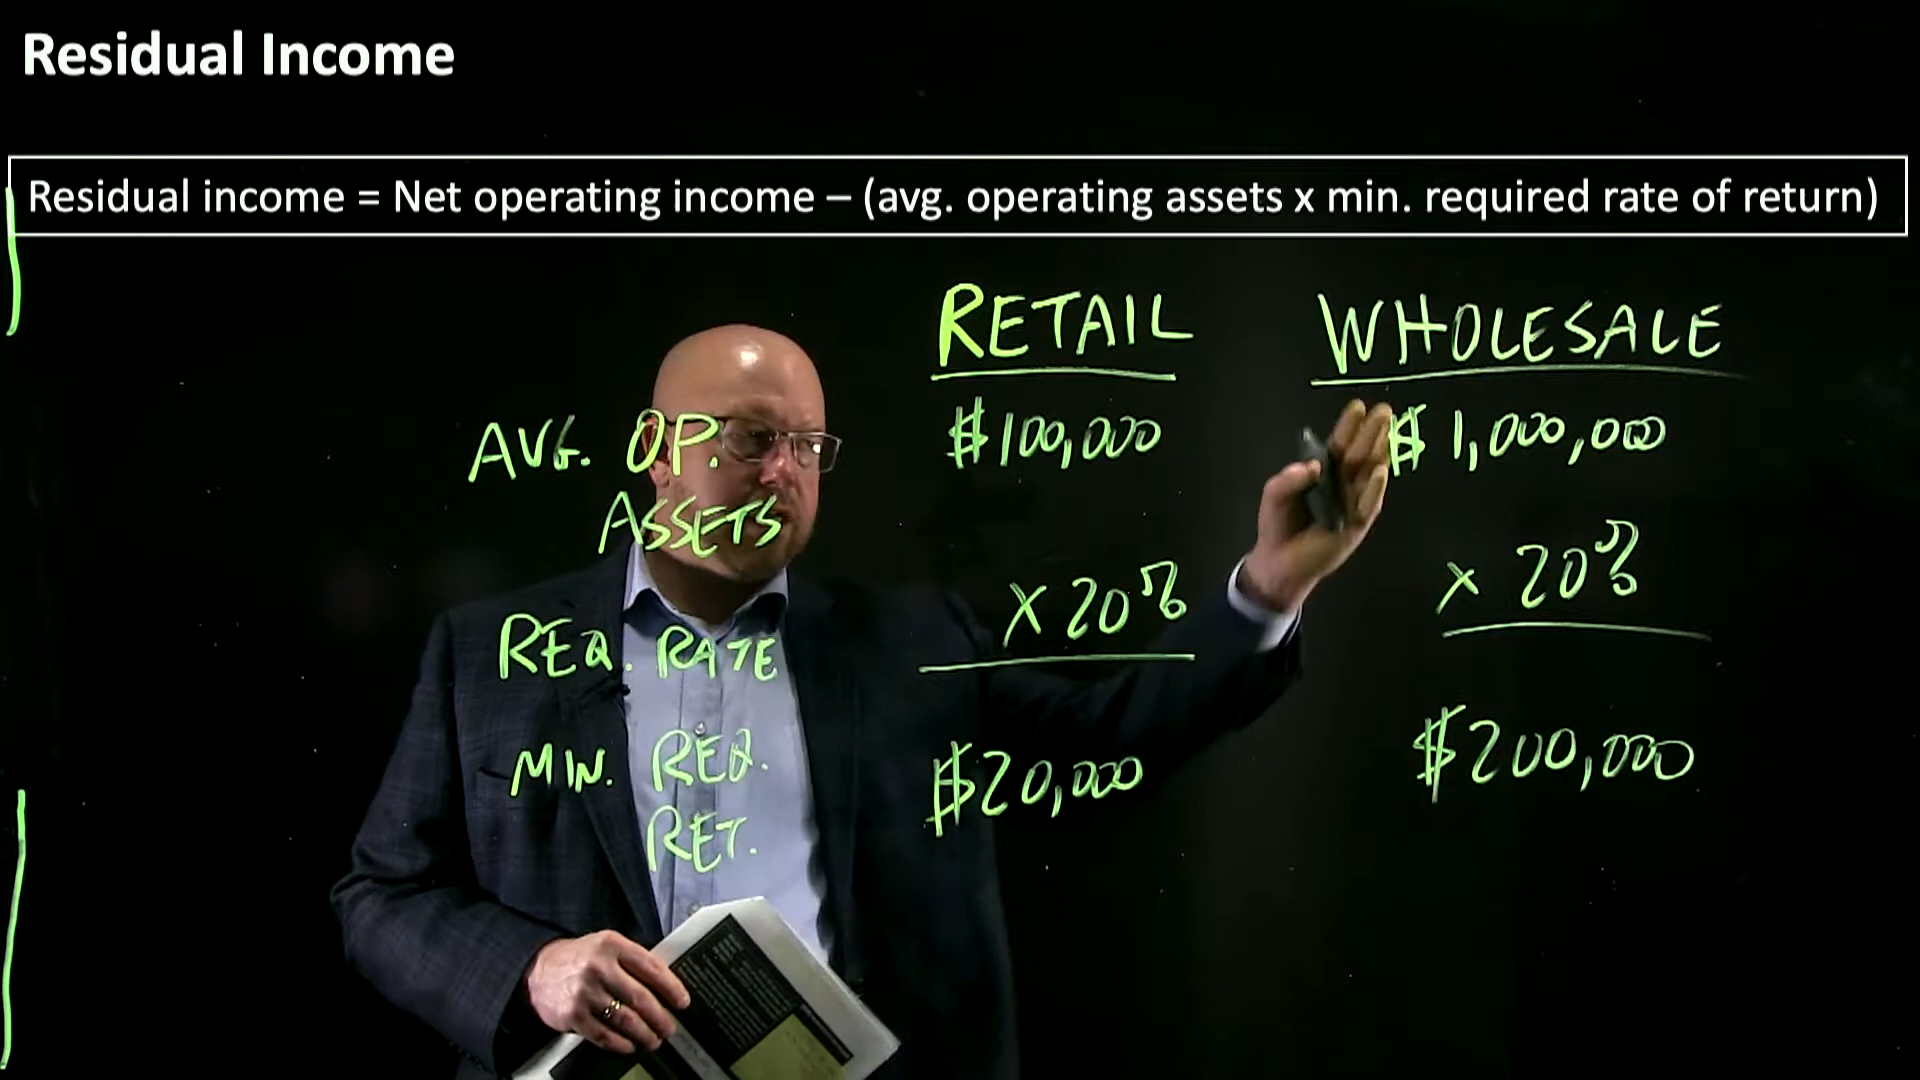 Residual Income
Residual income = Net operating income – (avg. operating assets x min. required rate of return)
RETAIL WHOLESALE
AVG. OP. $100,000 $1,000,000
ASSETS
x 20% x 20%
REQ. RATE
MIN. REQ. $20,000 $200,000
RET.